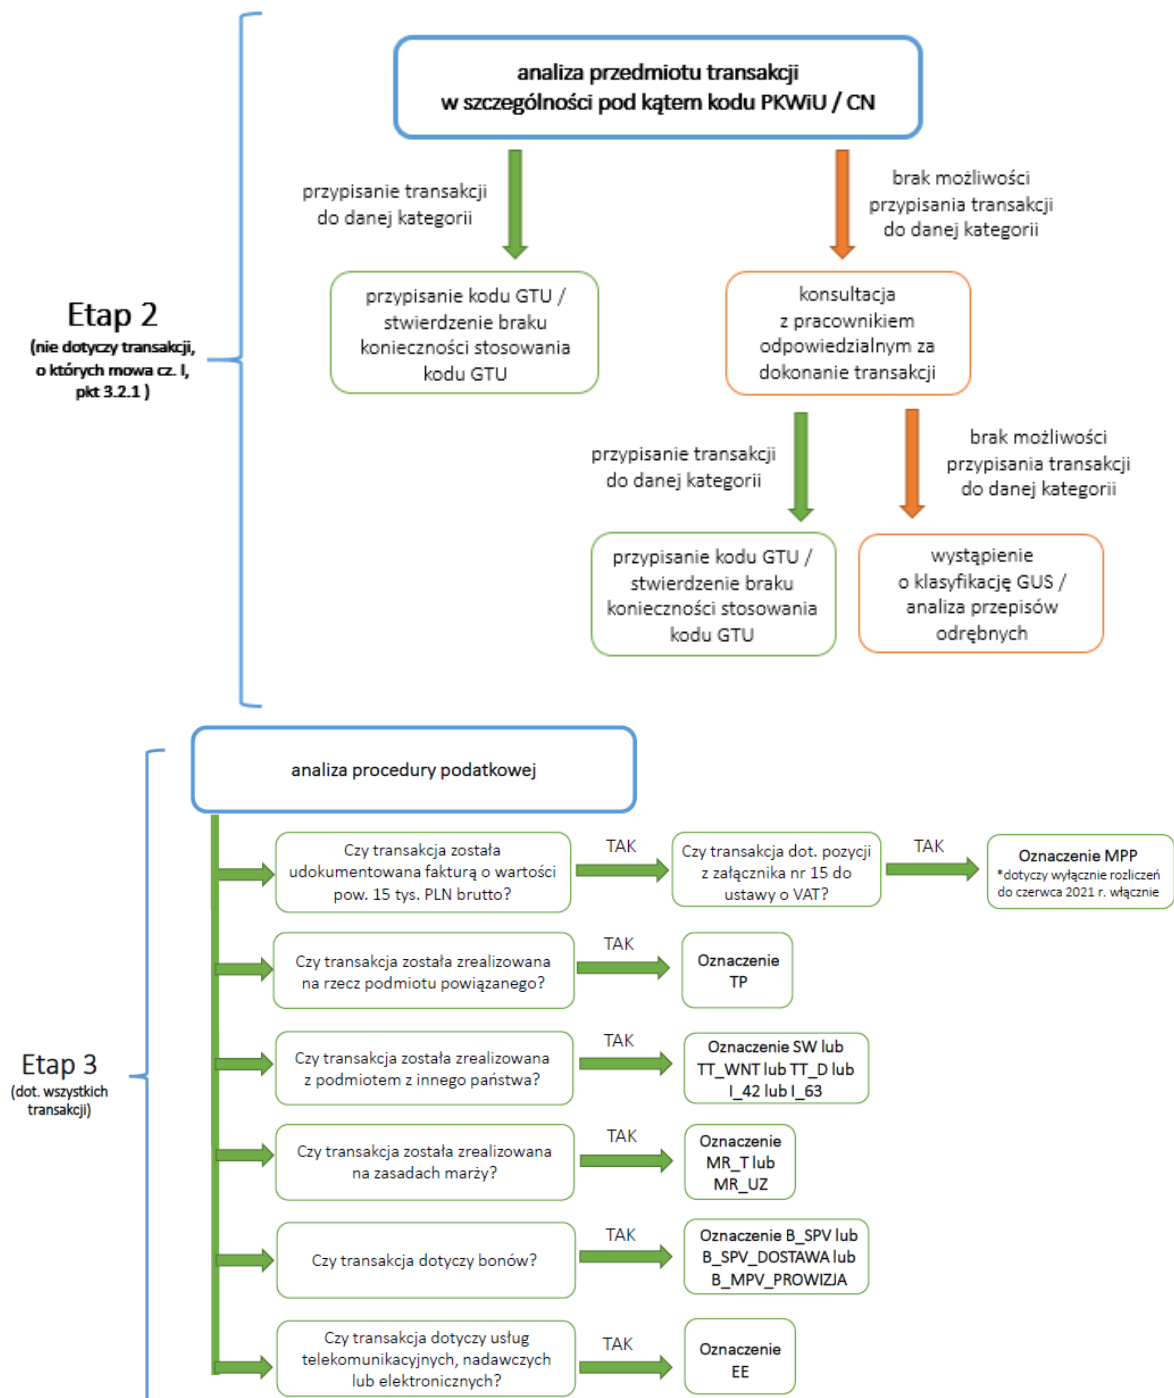 analiza przedmiotu transakcji
w szczególności pod kątem kodu PKWiU / CN
przypisanie transakcji
do danej kategorii
brak możliwości
przypisania transakcji
do danej kategorii
Etap 2
(nie dotyczy transakcji,
o których mowa cz. I,
pkt 3.2.1 )
przypisanie kodu GTU /
stwierdzenie braku
konieczności stosowania
kodu GTU
konsultacja
z pracownikiem
odpowiedzialnym za
dokonanie transakcji
przypisanie transakcji
do danej kategorii
brak możliwości
przypisania transakcji
do danej kategorii
przypisanie kodu GTU /
stwierdzenie braku
konieczności stosowania
kodu GTU
wystąpienie
o klasyfikację GUS /
analiza przepisów
odrębnych
analiza procedury podatkowej
Etap 3
(dot. wszystkich
transakcji)
Czy transakcja została
udokumentowana fakturą o wartości
pow. 15 tys. PLN brutto?
TAK
Czy transakcja dot. pozycji
z załącznika nr 15 do
ustawy o VAT?
TAK
Oznaczenie MPP
*dotyczy wyłącznie rozliczeń
do czerwca 2021 r. włącznie
Czy transakcja została zrealizowana
na rzecz podmiotu powiązanego?
TAK
Oznaczenie
TP
Czy transakcja została zrealizowana
z podmiotem z innego państwa?
TAK
Oznaczenie SW lub
TT_WNT lub TT_D lub
I_42 lub I_63
Czy transakcja została zrealizowana
na zasadach marży?
TAK
Oznaczenie
MR_T lub
MR_UZ
Czy transakcja dotyczy bonów?
TAK
Oznaczenie B_SPV lub
B_SPV_DOSTAWA lub
B_MPV_PROWIZJA
Czy transakcja dotyczy usług
telekomunikacyjnych, nadawczych
lub elektronicznych?
TAK
Oznaczenie
EE